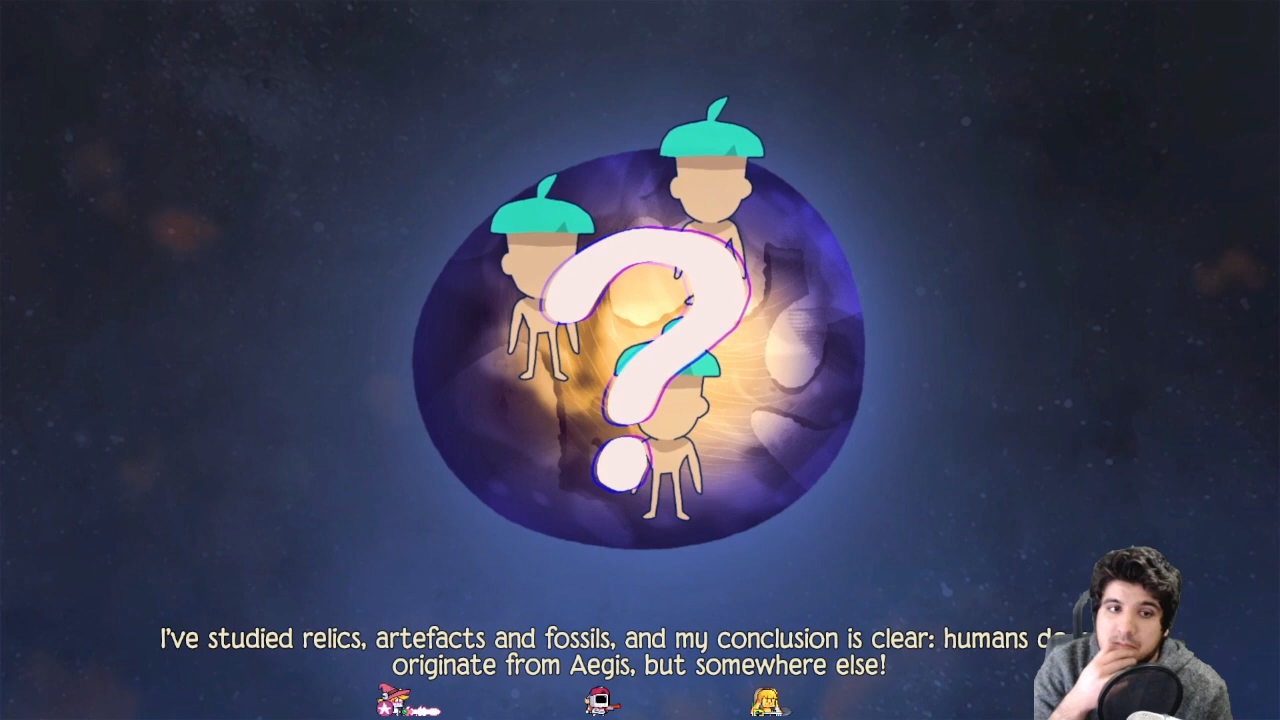 I've studied relics, artefacts and fossils, and my conclusion is clear: humans
originate from Aegis, but somewhere else!
?